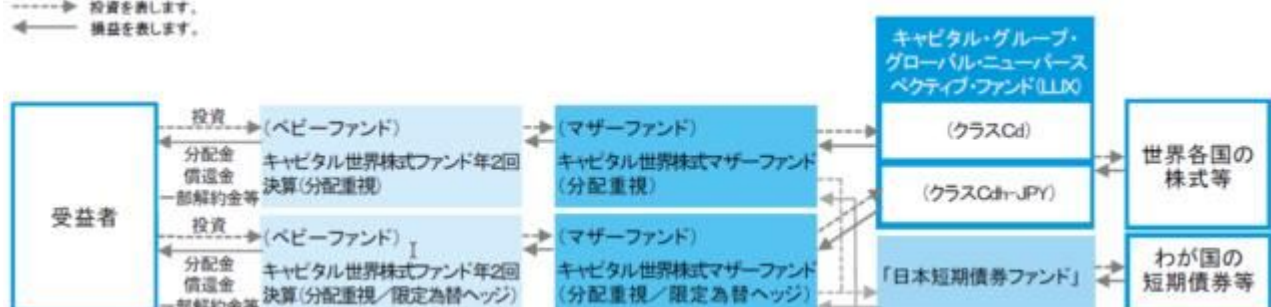 投資を表します。
損益を表します。
キャピタル・グループ・
グローバル・ニューパース
ペクティブ・ファンド(LUX)
受益者
投資
分配金
償還金
一部解約金等
(ベビーファンド)
キャピタル世界株式ファンド年2回
決算(分配重視)
(マザーファンド)
キャピタル世界株式マザーファンド
(分配重視)
(クラスCd)
(クラスCdh-JPY)
世界各国の
株式等
投資
分配金
償還金
一部解約金等
(ベビーファンド)
キャピタル世界株式ファンド年2回
決算(分配重視/限定為替ヘッジ)
(マザーファンド)
キャピタル世界株式マザーファンド
(分配重視/限定為替ヘッジ)
「日本短期債券ファンド」
わが国の
短期債券等